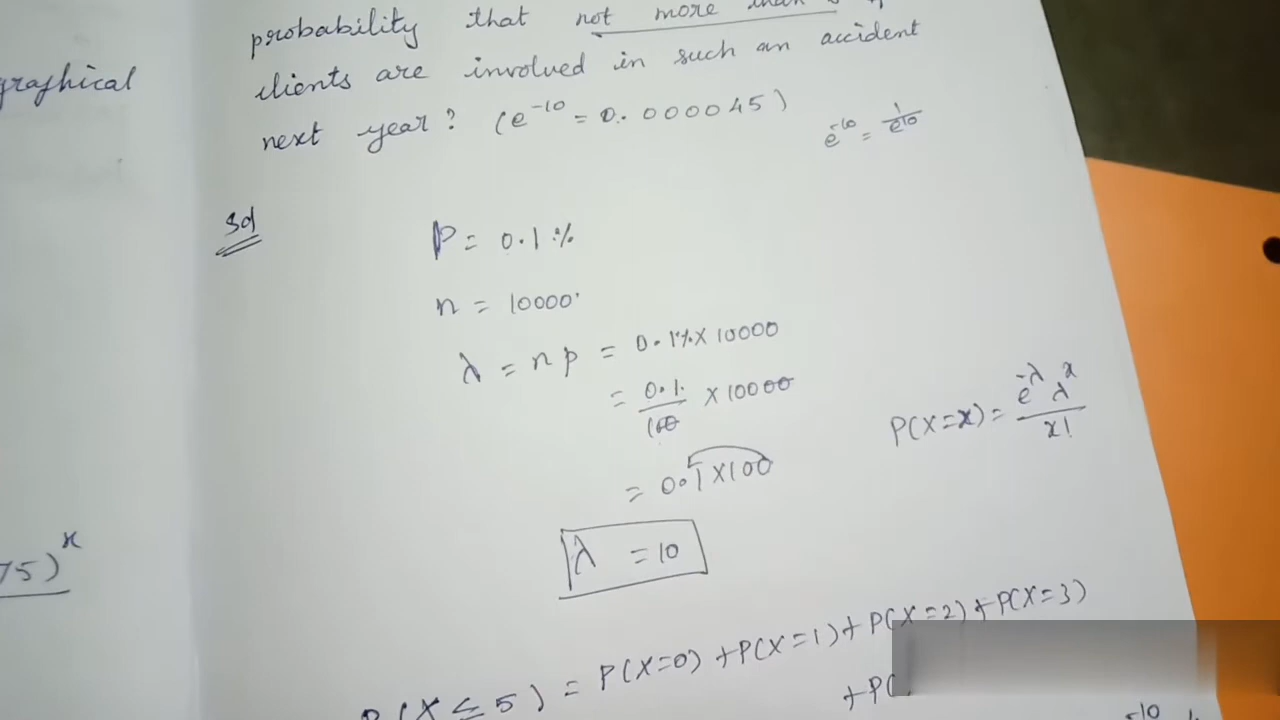 graphical
75)^x
probability that not more than
clients are involved in such an accident
next year? (e^-10 = 0.000045)
e^-10 = 1/e^10
Sol
P = 0.1%
n = 10000
λ = np = 0.1% × 10000
= 0.1/100 × 10000
= 0.1 × 100
λ = 10
P(X=x) = e^-λ λ^x / x!
P(X ≤ 5) = P(X=0) + P(X=1) + P(X=2) + P(X=3)
+ P(
-10